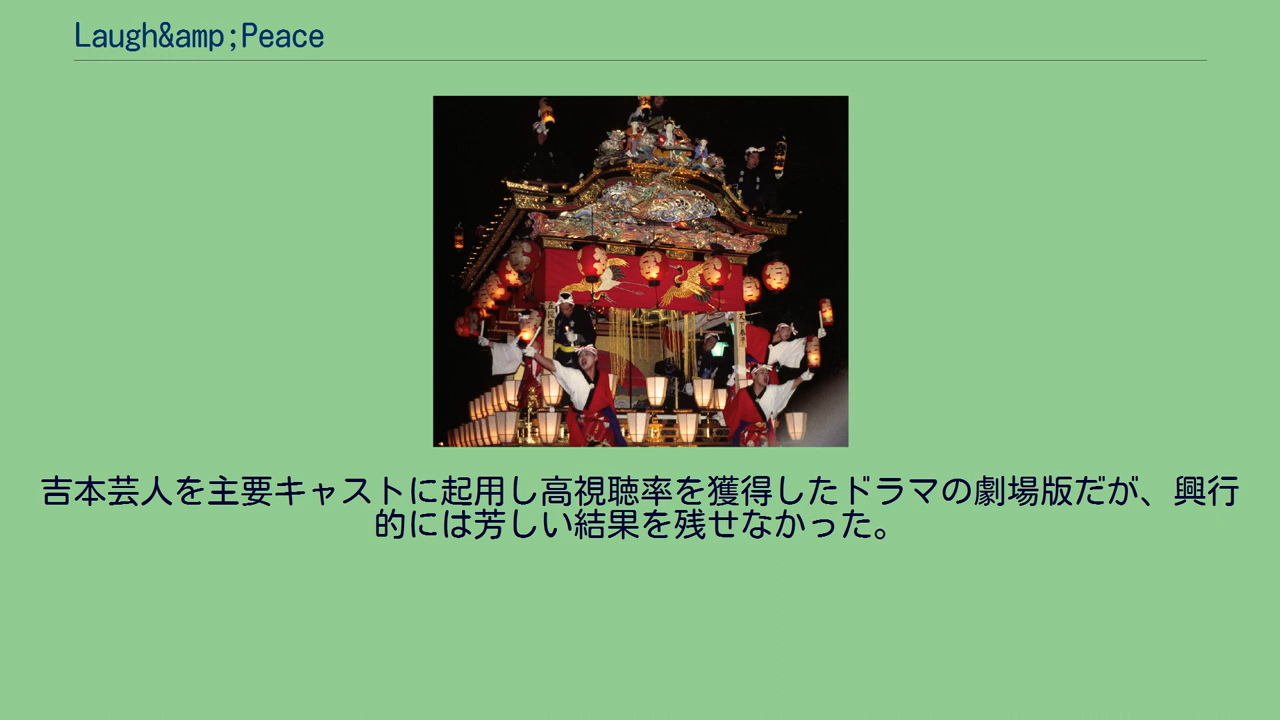 Laugh&amp;Peace
吉本芸人を主要キャストに起用し高視聴率を獲得したドラマの劇場版だが、興行
的には芳しい結果を残せなかった。